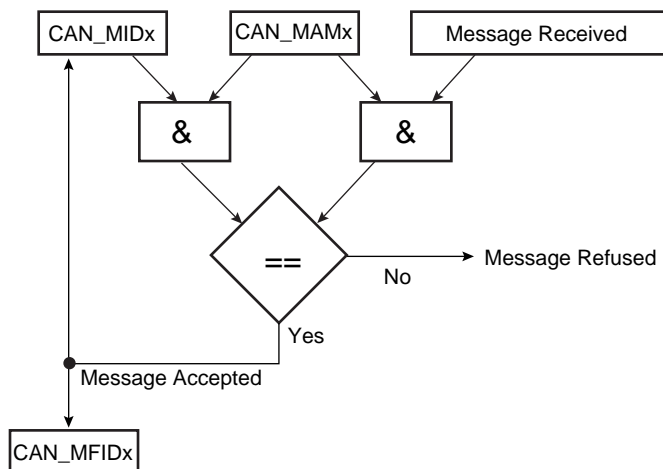 CAN_MIDx
CAN_MAMx
Message Received
&
&
==
No
Message Refused
Yes
Message Accepted
CAN_MFIDx